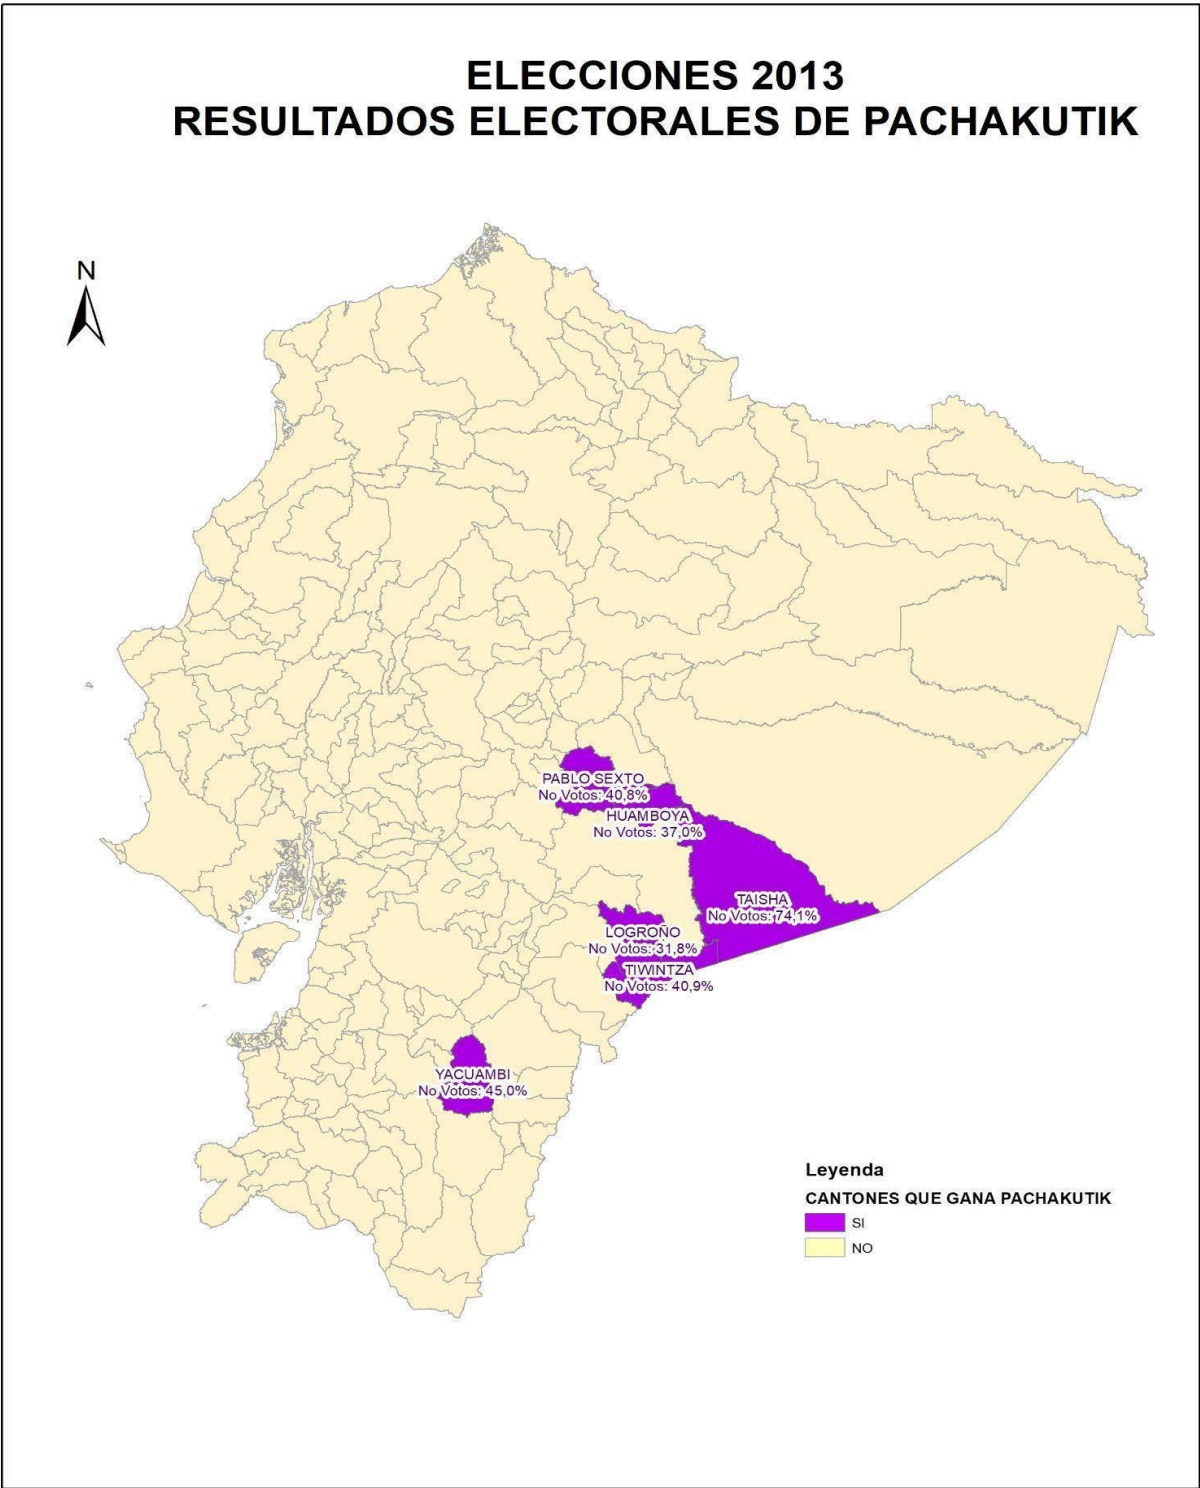 ELECCIONES 2013
RESULTADOS ELECTORALES DE PACHAKUTIK
N
PABLO SEXTO
No Votos: 40,8%
HUAMBOYA
No Votos: 37,0%
TAISHA
No Votos: 74,1%
LOGROÑO
No Votos: 31,8%
TIWINTZA
No Votos: 40,9%
YACUAMBI
No Votos: 45,0%
Leyenda
CANTONES QUE GANA PACHAKUTIK
SI
NO